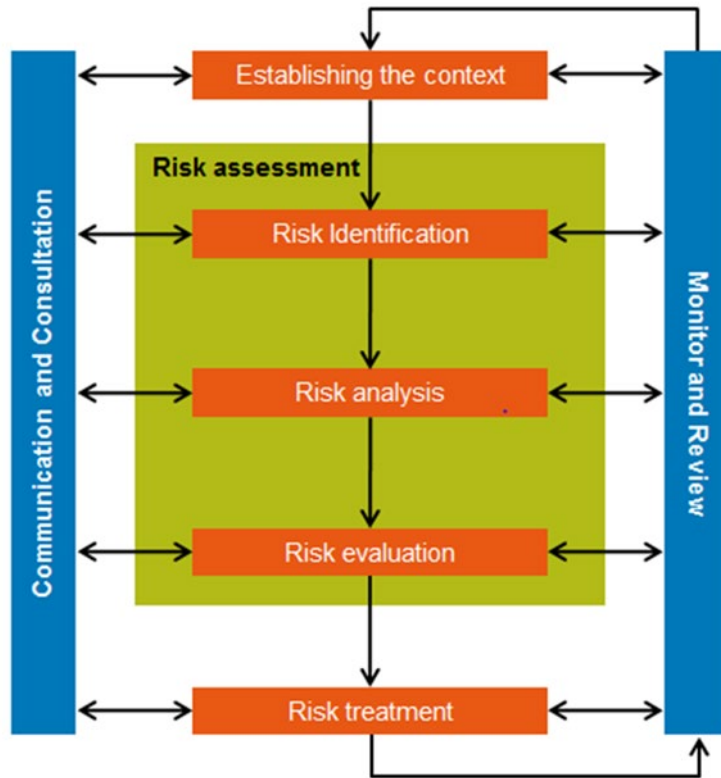 Establishing the context
Risk assessment
Risk Identification
Risk analysis
Risk evaluation
Risk treatment
Communication and Consultation
Monitor and Review